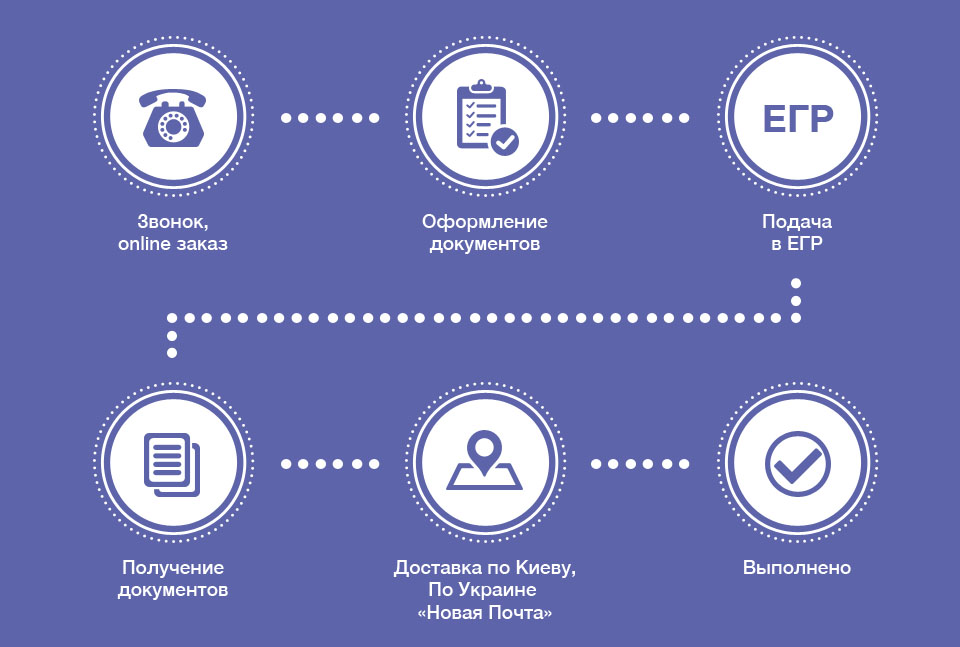 ЕГР
Звонок,
online заказ
Оформление
документов
Подача
в ЕГР
Получение
документов
Доставка по Киеву,
По Украине
«Новая Почта»
Выполнено